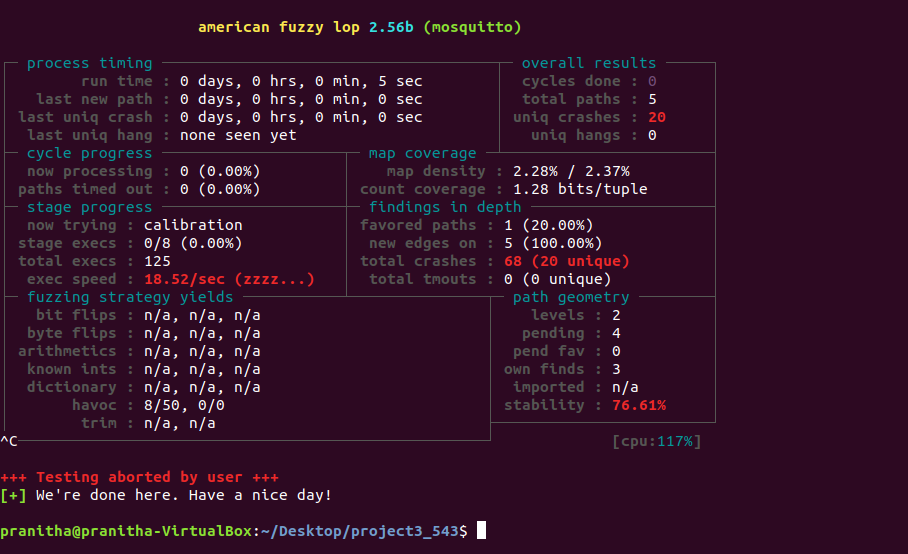 american fuzzy lop 2.56b (mosquitto)
process timing overall results
run time : 0 days, 0 hrs, 0 min, 5 sec cycles done : 0
last new path : 0 days, 0 hrs, 0 min, 0 sec total paths : 5
last uniq crash : 0 days, 0 hrs, 0 min, 0 sec uniq crashes : 20
last uniq hang : none seen yet uniq hangs : 0
cycle progress map coverage
now processing : 0 (0.00%) map density : 2.28% / 2.37%
paths timed out : 0 (0.00%) count coverage : 1.28 bits/tuple
stage progress findings in depth
now trying : calibration favored paths : 1 (20.00%)
stage execs : 0/8 (0.00%) new edges on : 5 (100.00%)
total execs : 125 total crashes : 68 (20 unique)
exec speed : 18.52/sec (zzzz...) total tmouts : 0 (0 unique)
fuzzing strategy yields path geometry
bit flips : n/a, n/a, n/a levels : 2
byte flips : n/a, n/a, n/a pending : 4
arithmetics : n/a, n/a, n/a pend fav : 0
known ints : n/a, n/a, n/a own finds : 3
dictionary : n/a, n/a, n/a imported : n/a
havoc : 8/50, 0/0 stability : 76.61%
trim : n/a, n/a
^C [cpu:117%]
+++ Testing aborted by user +++
[+] We're done here. Have a nice day!
pranitha@pranitha-VirtualBox:~/Desktop/project3_543$